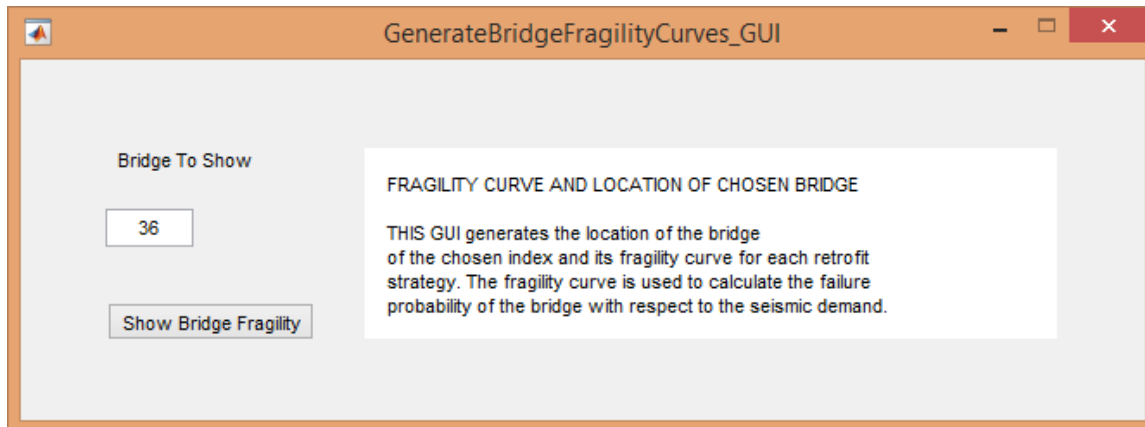 GenerateBridgeFragilityCurves_GUI
Bridge To Show
36
Show Bridge Fragility
FRAGILITY CURVE AND LOCATION OF CHOSEN BRIDGE
THIS GUI generates the location of the bridge
of the chosen index and its fragility curve for each retrofit
strategy. The fragility curve is used to calculate the failure
probability of the bridge with respect to the seismic demand.